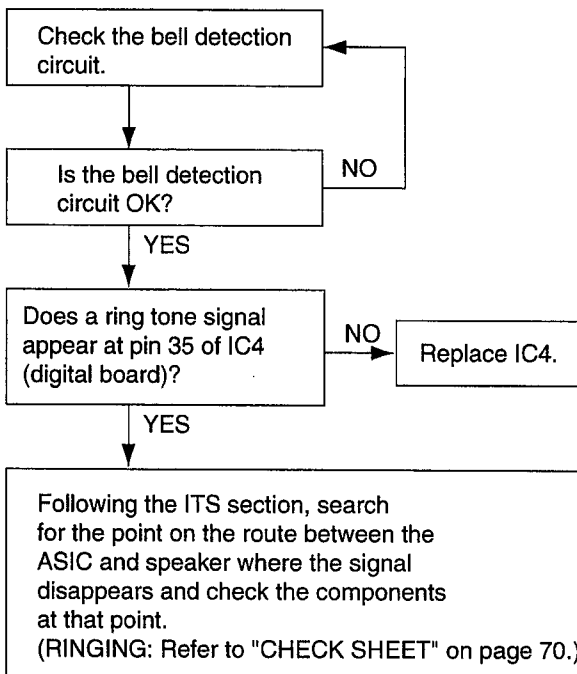 Check the bell detection
circuit.
Is the bell detection
circuit OK?
NO
YES
Does a ring tone signal
appear at pin 35 of IC4
(digital board)?
NO
Replace IC4.
YES
Following the ITS section, search
for the point on the route between the
ASIC and speaker where the signal
disappears and check the components
at that point.
(RINGING: Refer to "CHECK SHEET" on page 70.)